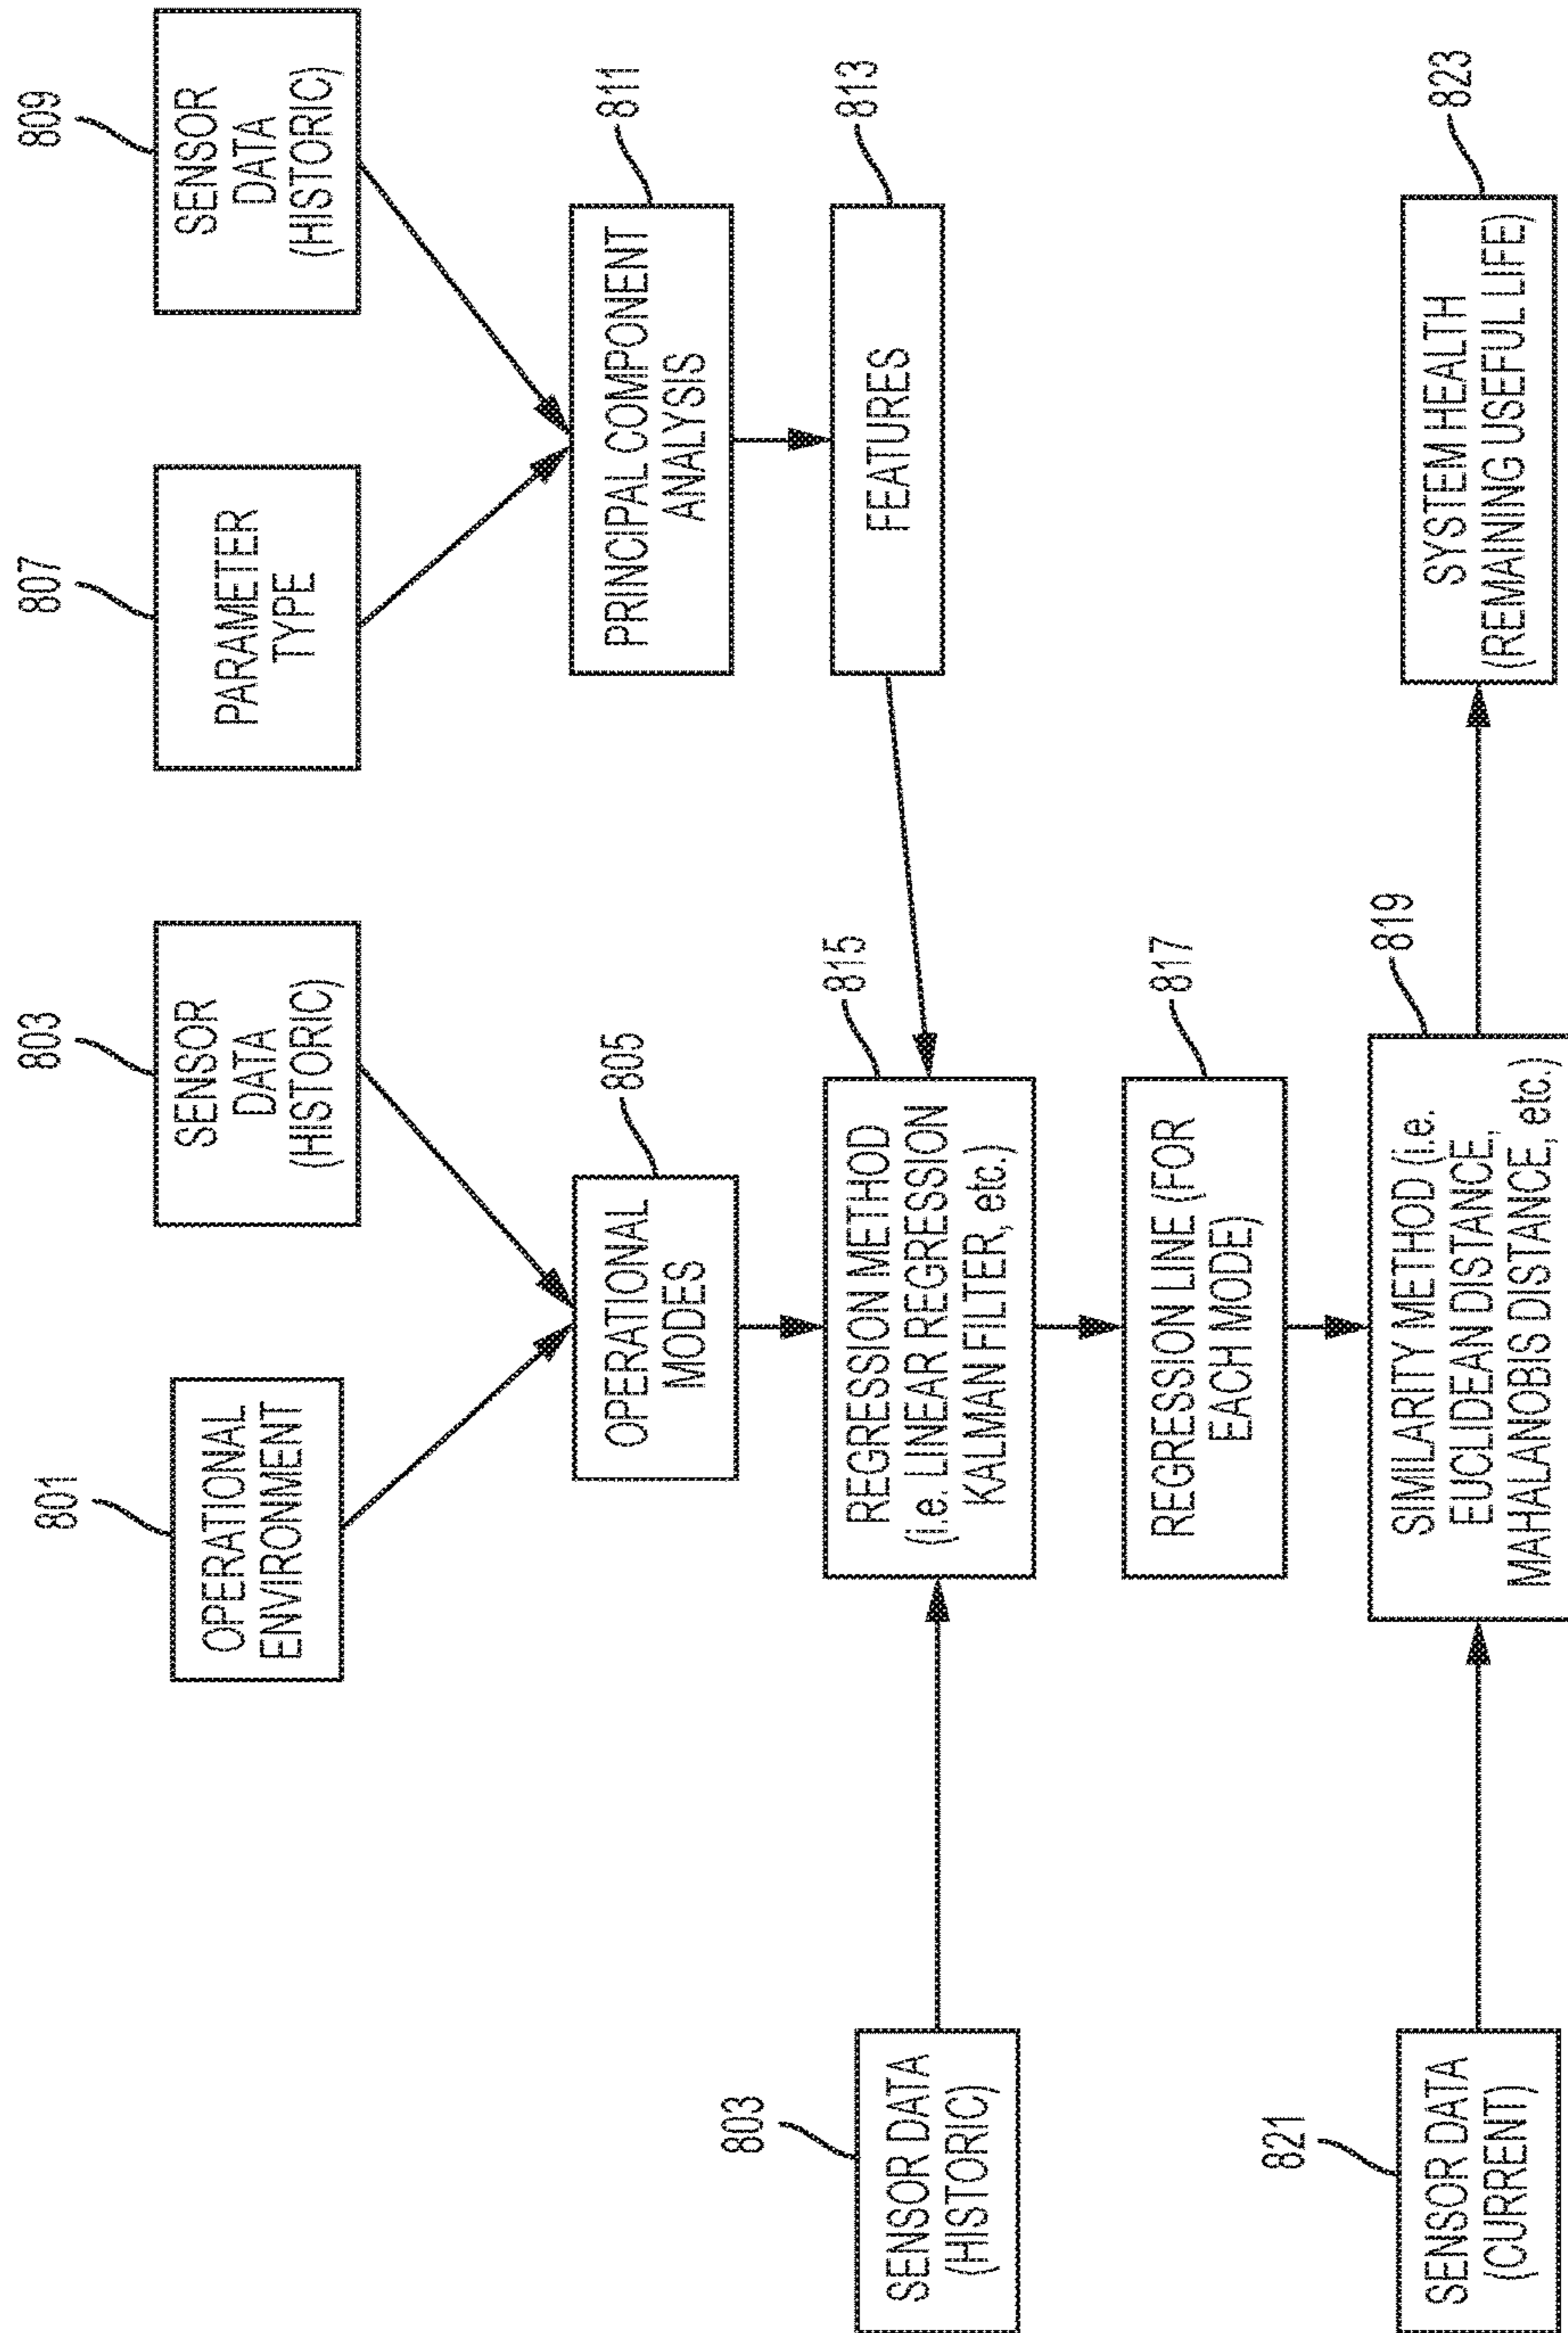 801
OPERATIONAL
ENVIRONMENT
803
SENSOR
DATA
(HISTORIC)
807
PARAMETER
TYPE
809
SENSOR
DATA
(HISTORIC)
805
OPERATIONAL
MODES
811
PRINCIPAL COMPONENT
ANALYSIS
813
FEATURES
803
SENSOR DATA
(HISTORIC)
815
REGRESSION METHOD
(i.e. LINEAR REGRESSION
KALMAN FILTER, etc.)
817
REGRESSION LINE (FOR
EACH MODE)
821
SENSOR DATA
(CURRENT)
819
SIMILARITY METHOD (i.e.
EUCLIDEAN DISTANCE,
MAHALANOBIS DISTANCE, etc.)
823
SYSTEM HEALTH
(REMAINING USEFUL LIFE)